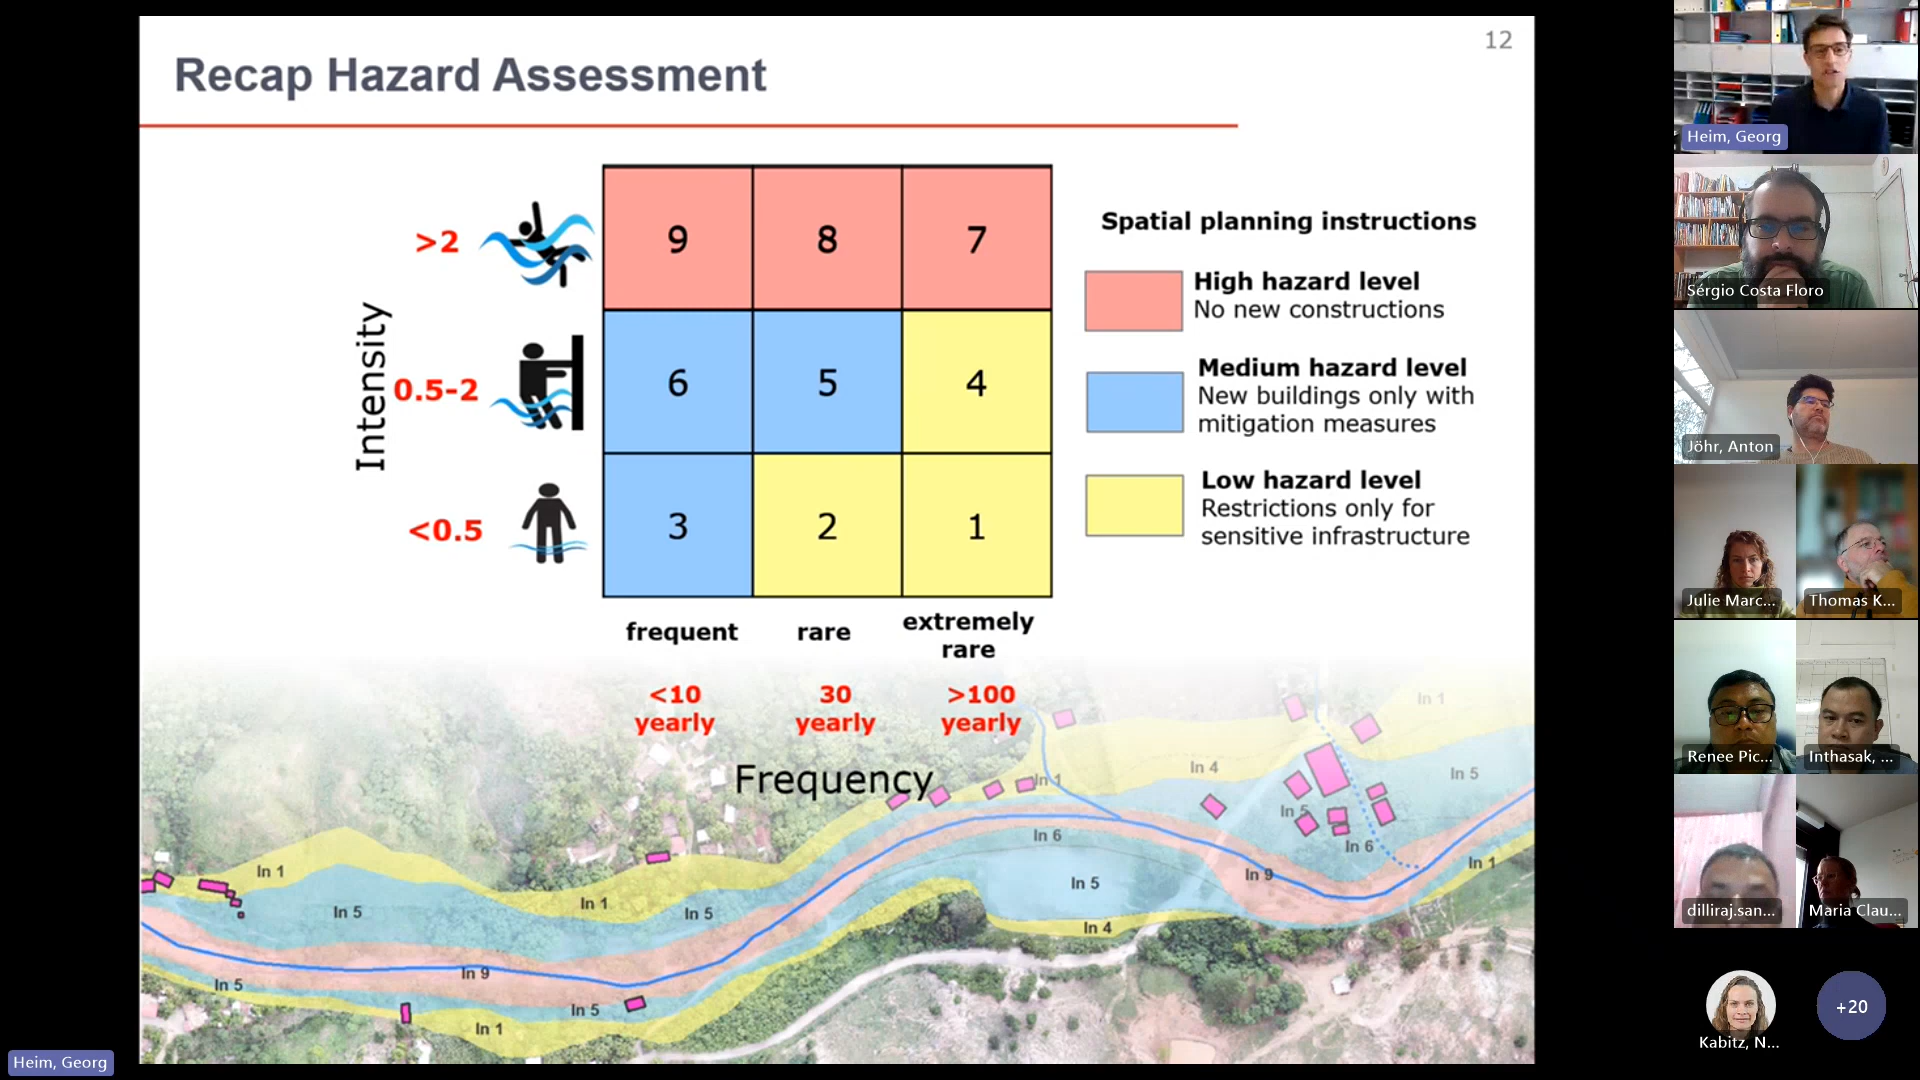 12
Recap Hazard Assessment
Intensity
>2
0.5-2
<0.5
9 8 7
6 5 4
3 2 1
frequent
rare
extremely
rare
<10
yearly
30
yearly
>100
yearly
Frequency
Spatial planning instructions
High hazard level
No new constructions
Medium hazard level
New buildings only with
mitigation measures
Low hazard level
Restrictions only for
sensitive infrastructure
In 1
In 4
In 5
In 1
In 5
In 6
In 6
In 1
In 1
In 9
In 5
In 5
In 1
In 5
In 4
In 9
In 5
In 5
In 1
Heim, Georg
Sérgio Costa Floro
Jöhr, Anton
Julie Marc...
Thomas K...
Renee Pic...
Inthasak, ...
dilliraj.san...
Maria Clau...
Kabitz, N...
+20
Heim, Georg